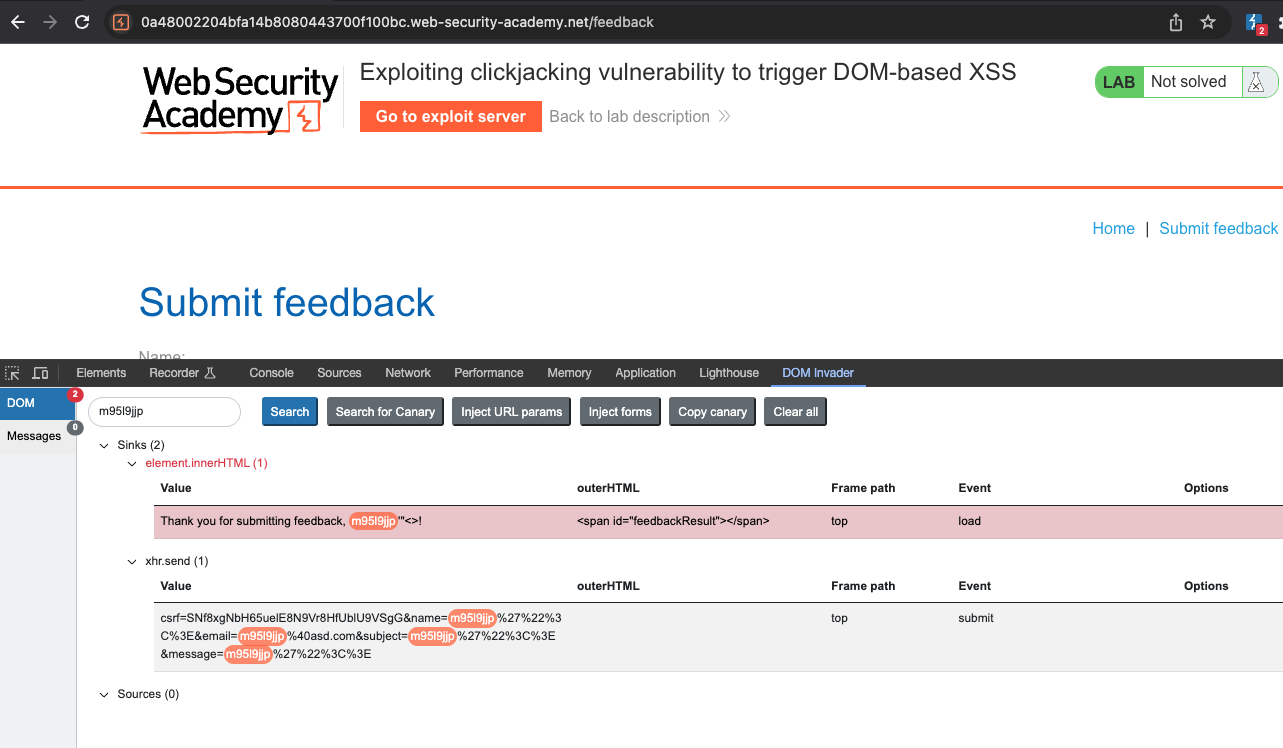 0a48002204bfa14b8080443700f100bc.web-security-academy.net/feedback
2
Web Security
Academy
Exploiting clickjacking vulnerability to trigger DOM-based XSS
Go to exploit server
Back to lab description
LAB
Not solved
Home | Submit feedback
Submit feedback
Name:
Elements Recorder Console Sources Network Performance Memory Application Lighthouse DOM Invader
DOM 2
Messages 0
m95l9jjp
Search Search for Canary Inject URL params Inject forms Copy canary Clear all
Sinks (2)
element.innerHTML (1)
Value outerHTML Frame path Event Options
Thank you for submitting feedback, m95l9jjp'"<>! <span id="feedbackResult"></span> top load
xhr.send (1)
Value outerHTML Frame path Event Options
csrf=SNf8xgNbH65uelE8N9Vr8HfUblU9VSgG&name=m95l9jjp%27%22%3 top submit
C%3E&email=m95l9jjp%40asd.com&subject=m95l9jjp%27%22%3C%3E
&message=m95l9jjp%27%22%3C%3E
Sources (0)